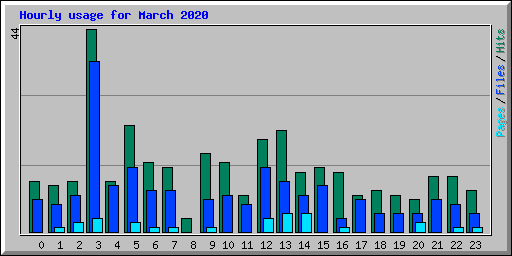 Hourly usage for March 2020
44
Pages/Files/Hits
0 1 2 3 4 5 6 7 8 9 10 11 12 13 14 15 16 17 18 19 20 21 22 23